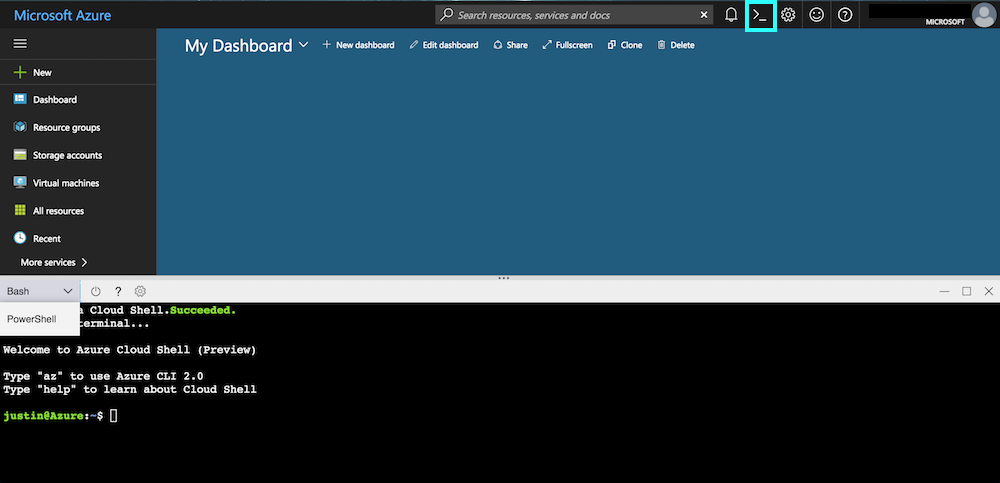 Microsoft Azure
Search resources, services and docs
MICROSOFT
My Dashboard
New dashboard
Edit dashboard
Share
Fullscreen
Clone
Delete
New
Dashboard
Resource groups
Storage accounts
Virtual machines
All resources
Recent
More services
Bash
PowerShell
a Cloud Shell.Succeeded.
terminal...
Welcome to Azure Cloud Shell (Preview)
Type "az" to use Azure CLI 2.0
Type "help" to learn about Cloud Shell
justin@Azure:~$